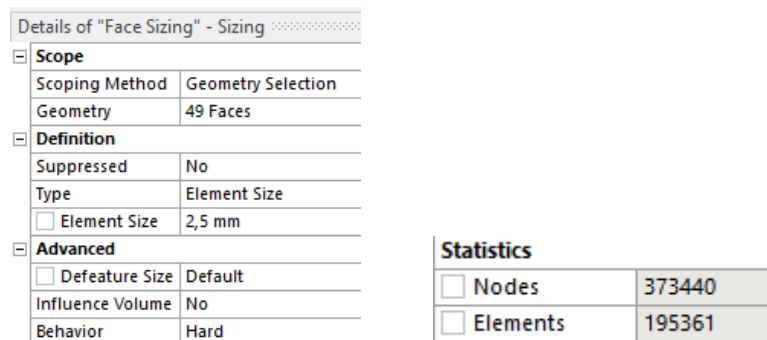 Details of "Face Sizing" - Sizing
Scope
Scoping Method Geometry Selection
Geometry 49 Faces
Definition
Suppressed No
Type Element Size
Element Size 2,5 mm
Advanced
Defeature Size Default
Influence Volume No
Behavior Hard
Statistics
Nodes 373440
Elements 195361